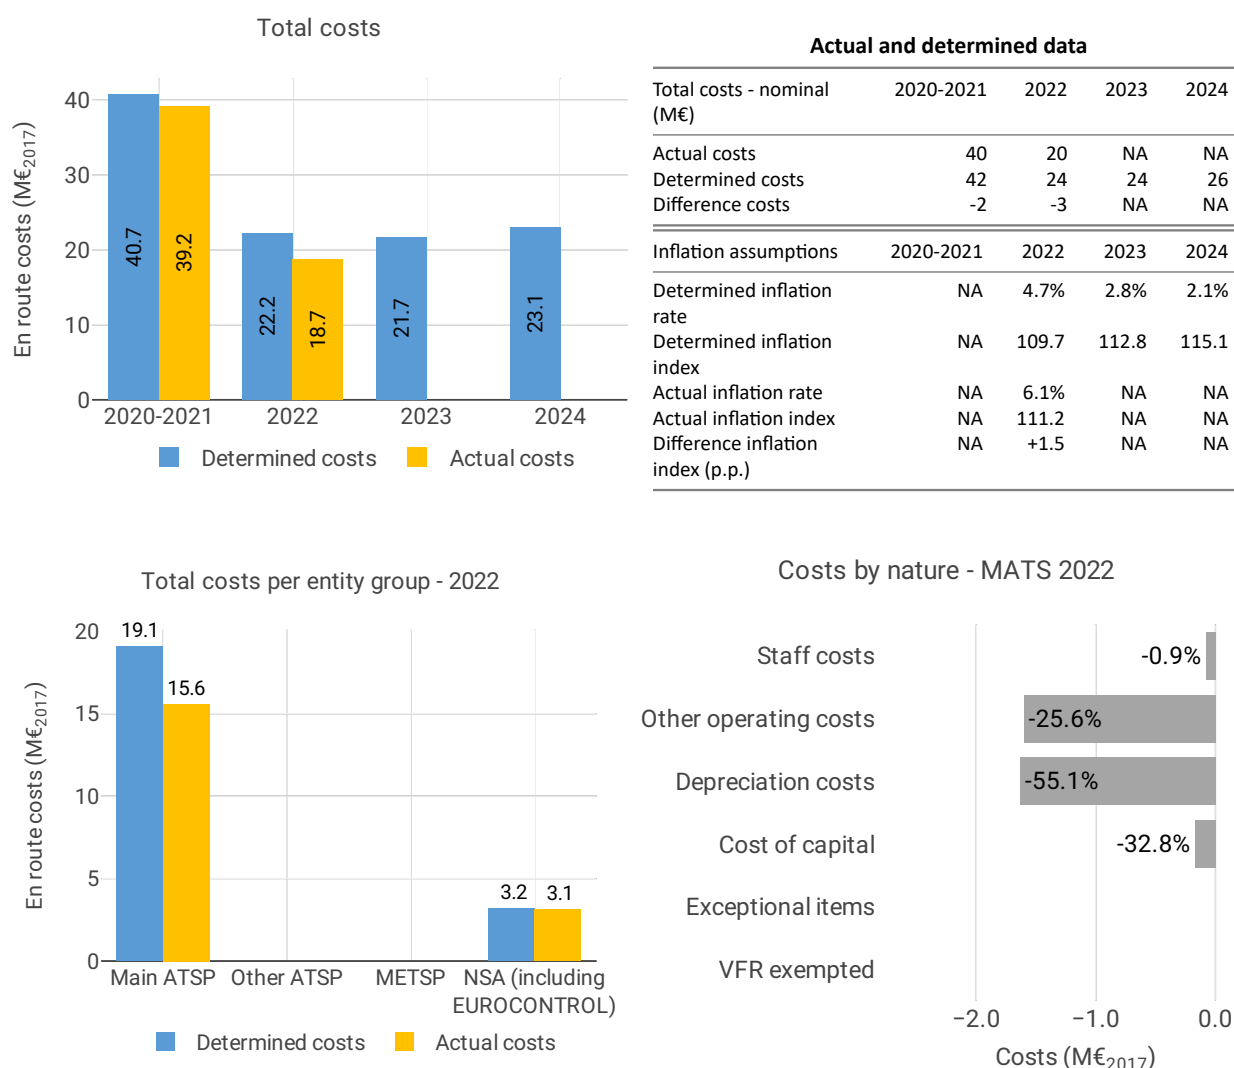 Total costs
En route costs (M€2017)
40
30
20
10
0
40.7
39.2
22.2
18.7
21.7
23.1
2020-2021 2022 2023 2024
Determined costs Actual costs
Actual and determined data
Total costs - nominal (M€) 2020-2021 2022 2023 2024
Actual costs 40 20 NA NA
Determined costs 42 24 24 26
Difference costs -2 -3 NA NA
Inflation assumptions 2020-2021 2022 2023 2024
Determined inflation rate NA 4.7% 2.8% 2.1%
Determined inflation index NA 109.7 112.8 115.1
Actual inflation rate NA 6.1% NA NA
Actual inflation index NA 111.2 NA NA
Difference inflation index (p.p.) NA +1.5 NA NA
Total costs per entity group - 2022
En route costs (M€2017)
20
15
10
5
0
19.1
15.6
3.2
3.1
Main ATSP Other ATSP METSP NSA (including EUROCONTROL)
Determined costs Actual costs
Costs by nature - MATS 2022
Staff costs -0.9%
Other operating costs -25.6%
Depreciation costs -55.1%
Cost of capital -32.8%
Exceptional items
VFR exempted
−2.0 −1.0 0.0
Costs (M€2017)